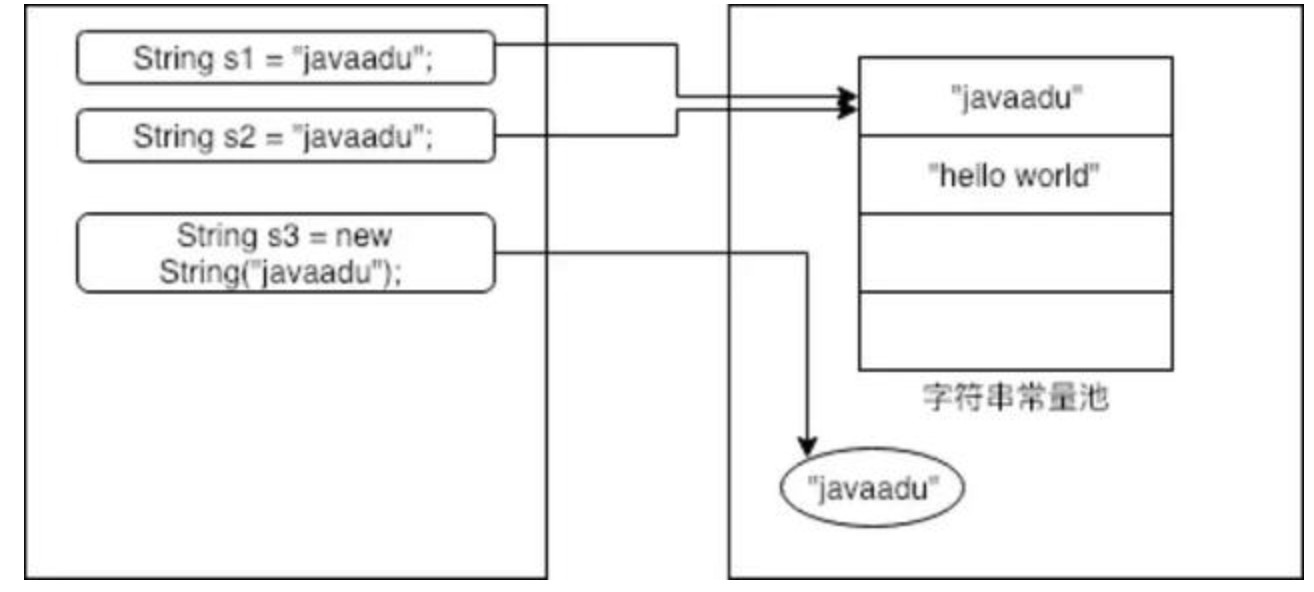 String s1 = "javaadu";
String s2 = "javaadu";
String s3 = new
String("javaadu");
"javaadu"
"hello world"
字符串常量池
"javaadu"